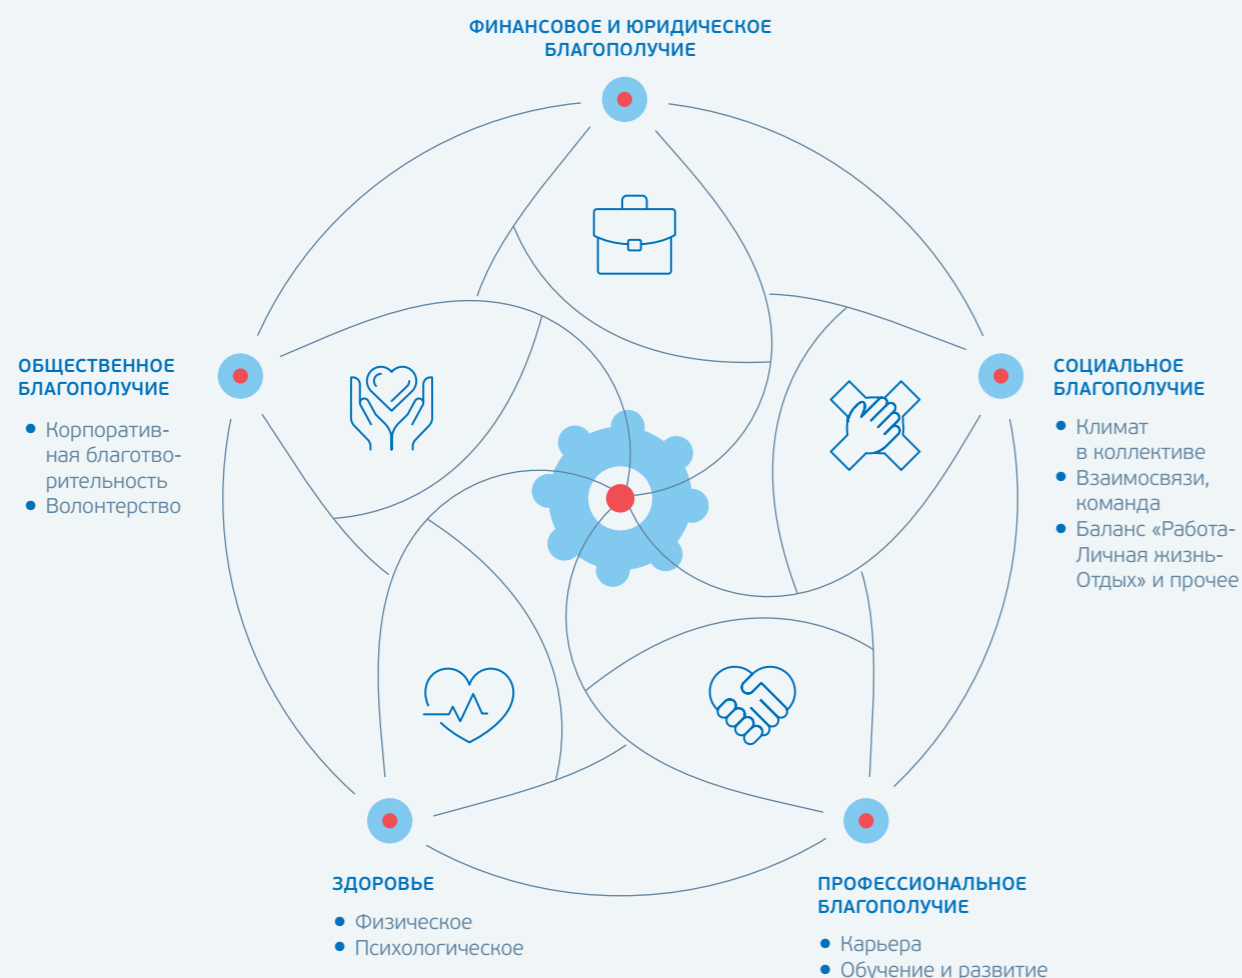 ФИНАНСОВОЕ И ЮРИДИЧЕСКОЕ
БЛАГОПОЛУЧИЕ
ОБЩЕСТВЕННОЕ
БЛАГОПОЛУЧИЕ
• Корпоратив-
ная благотво-
рительность
• Волонтерство
СОЦИАЛЬНОЕ
БЛАГОПОЛУЧИЕ
• Климат
в коллективе
• Взаимосвязи,
команда
• Баланс «Работа-
Личная жизнь-
Отдых» и прочее
ЗДОРОВЬЕ
• Физическое
• Психологическое
ПРОФЕССИОНАЛЬНОЕ
БЛАГОПОЛУЧИЕ
• Карьера
• Обучение и развитие